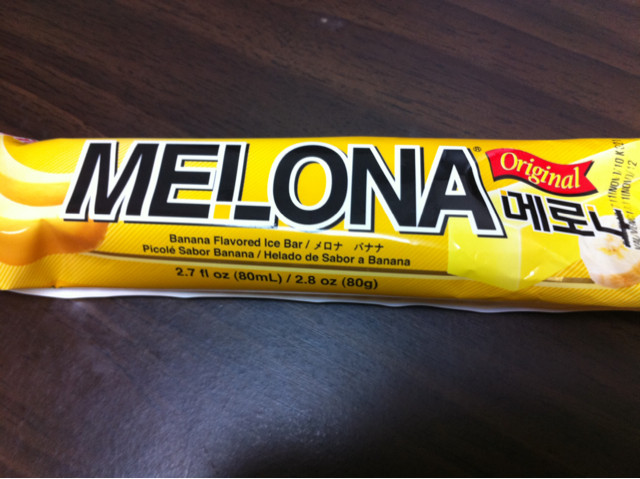 MELONA®
Original
메로나
Banana Flavored Ice Bar / メロナ バナナ
Picolé Sabor Banana / Helado de Sabor a Banana
2.7 fl oz (80mL) / 2.8 oz (80g)